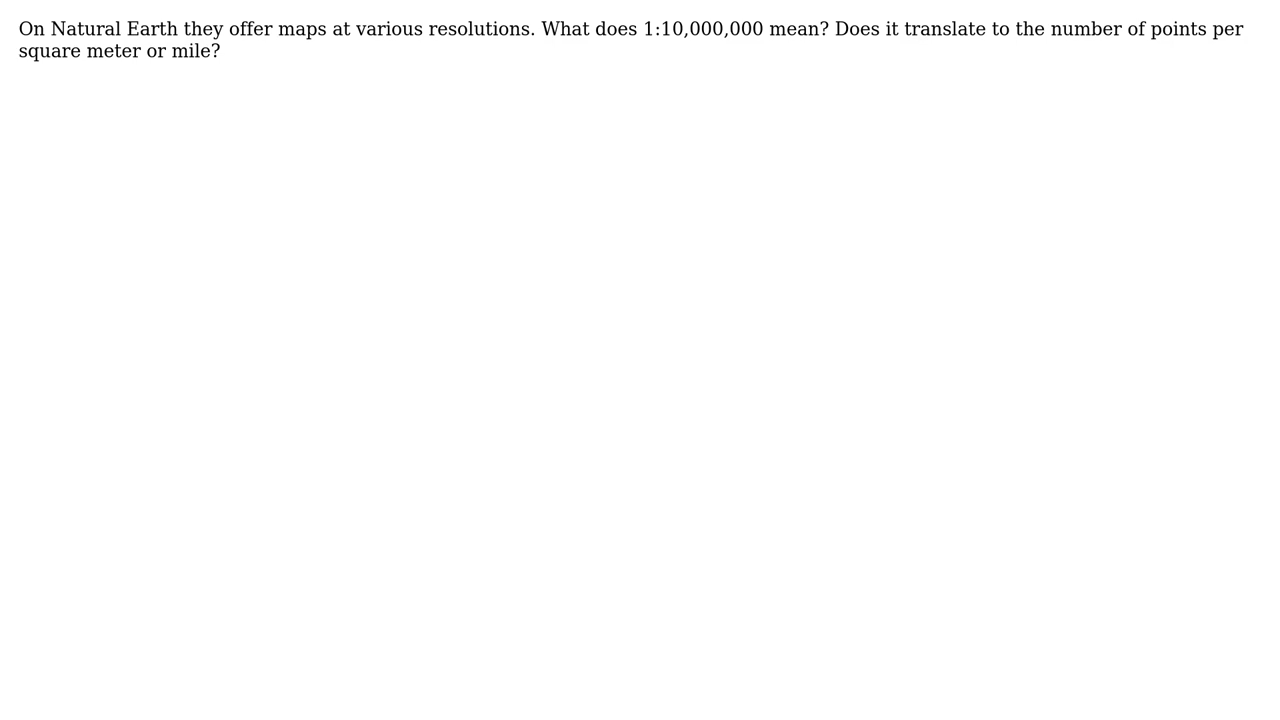 On Natural Earth they offer maps at various resolutions. What does 1:10,000,000 mean? Does it translate to the number of points per
square meter or mile?